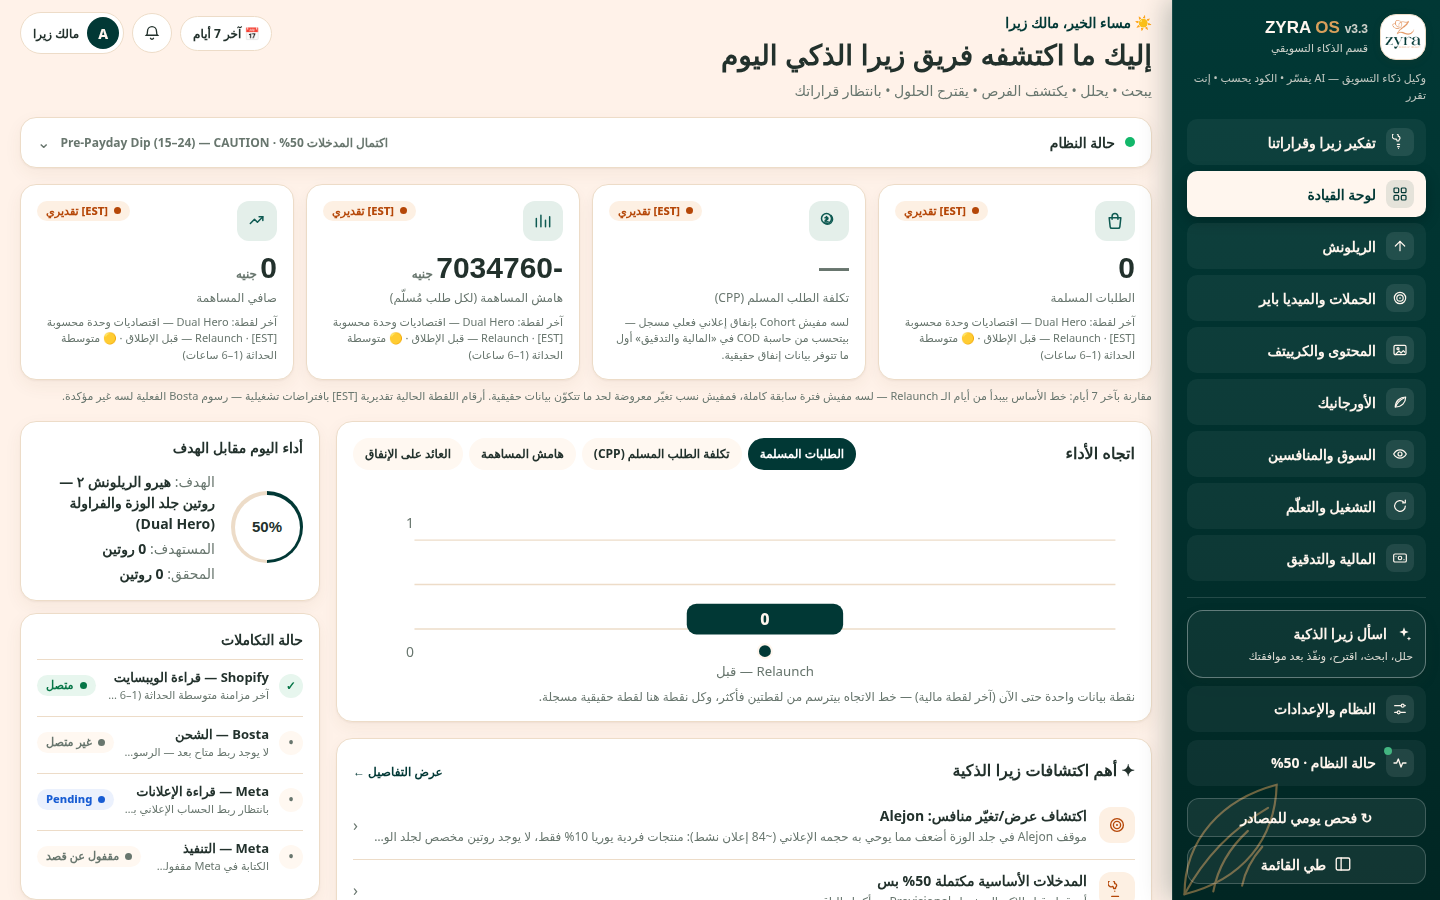 ZYRA OS v3.3
قسم الذكاء التسويقي
وكيل ذكاء التسويق — AI يفسّر • الكود يحسب • إنت
تقرر
تفكير زيرا وقراراتنا
لوحة القيادة
الريلونش
الحملات والميديا باير
المحتوى والكرييتف
الأورجانيك
السوق والمنافسين
التشغيل والتعلّم
المالية والتدقيق
اسأل زيرا الذكية
حلل، ابحث، اقترح، ونفّذ بعد موافقتك
النظام والإعدادات
حالة النظام · 50%
↻ فحص يومي للمصادر
طي القائمة
☀️ مساء الخير، مالك زيرا
إليك ما اكتشفه فريق زيرا الذكي اليوم
يبحث • يحلل • يكتشف الفرص • يقترح الحلول • بانتظار قراراتك
📅 آخر 7 أيام
A مالك زيرا
حالة النظام
اكتمال المدخلات 50% · Pre-Payday Dip (15–24) — CAUTION
[EST] تقديري
0
الطلبات المسلمة
آخر لقطة: Dual Hero — اقتصاديات وحدة محسوبة
[EST] · Relaunch — قبل الإطلاق · 🟡 متوسطة
الحداثة (1–6 ساعات)
[EST] تقديري
—
تكلفة الطلب المسلم (CPP)
لسه مفيش Cohort بإنفاق إعلاني فعلي مسجل —
بيتحسب من حاسبة COD في «المالية والتدقيق» أول
ما تتوفر بيانات إنفاق حقيقية.
[EST] تقديري
7034760- جنيه
هامش المساهمة (لكل طلب مُسلّم)
آخر لقطة: Dual Hero — اقتصاديات وحدة محسوبة
[EST] · Relaunch — قبل الإطلاق · 🟡 متوسطة
الحداثة (1–6 ساعات)
[EST] تقديري
0 جنيه
صافي المساهمة
آخر لقطة: Dual Hero — اقتصاديات وحدة محسوبة
[EST] · Relaunch — قبل الإطلاق · 🟡 متوسطة
الحداثة (1–6 ساعات)
مقارنة بآخر 7 أيام: خط الأساس بيبدأ من أيام الـ Relaunch — لسه مفيش فترة سابقة كاملة، فمفيش نسب تغيّر معروضة لحد ما تتكوّن بيانات حقيقية. أرقام اللقطة الحالية تقديرية [EST] بافتراضات تشغيلية — رسوم Bosta الفعلية لسه غير مؤكدة.
اتجاه الأداء
الطلبات المسلمة
تكلفة الطلب المسلم (CPP)
هامش المساهمة
العائد على الإنفاق
1
0
0
Relaunch — قبل
نقطة بيانات واحدة حتى الآن (آخر لقطة مالية) — خط الاتجاه بيترسم من لقطتين فأكثر، وكل نقطة هنا لقطة حقيقية مسجلة.
✦ أهم اكتشافات زيرا الذكية
عرض التفاصيل ←
اكتشاف عرض/تغيّر منافس: Alejon
موقف Alejon في جلد الوزة أضعف مما يوحي به حجمه الإعلاني (~84 إعلان نشط): منتجات فردية يوريا 10% فقط، لا يوجد روتين مخصص لجلد الو...
المدخلات الأساسية مكتملة 50% بس
أداء اليوم مقابل الهدف
50%
الهدف: هيرو الريلونش ٢ —
روتين جلد الوزة والفراولة
(Dual Hero)
المستهدف: 0 روتين
المحقق: 0 روتين
حالة التكاملات
Shopify — قراءة الويبسايت
آخر مزامنة متوسطة الحداثة (1–6 ...
متصل
Bosta — الشحن
لا يوجد ربط متاح بعد — الرسو...
غير متصل
Meta — قراءة الإعلانات
بانتظار ربط الحساب الإعلاني بـ...
Pending
Meta — التنفيذ
الكتابة في Meta مقفولـ...
مقفول عن قصد